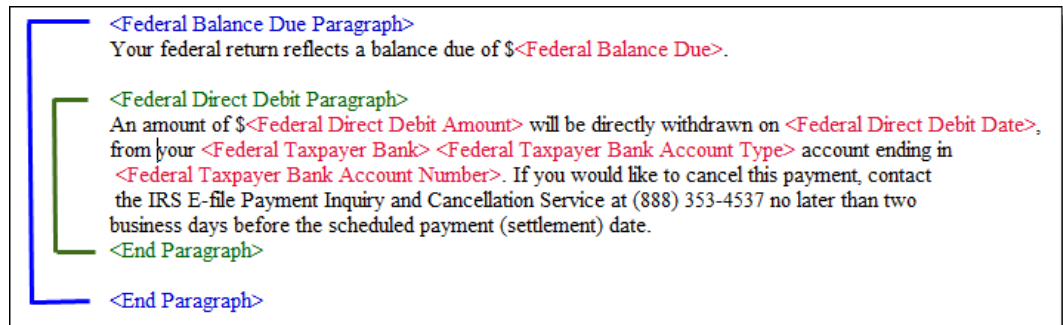 <Federal Balance Due Paragraph>
Your federal return reflects a balance due of $<Federal Balance Due>.
<Federal Direct Debit Paragraph>
An amount of $<Federal Direct Debit Amount> will be directly withdrawn on <Federal Direct Debit Date>,
from your <Federal Taxpayer Bank> <Federal Taxpayer Bank Account Type> account ending in
<Federal Taxpayer Bank Account Number>. If you would like to cancel this payment, contact
the IRS E-file Payment Inquiry and Cancellation Service at (888) 353-4537 no later than two
business days before the scheduled payment (settlement) date.
<End Paragraph>
<End Paragraph>